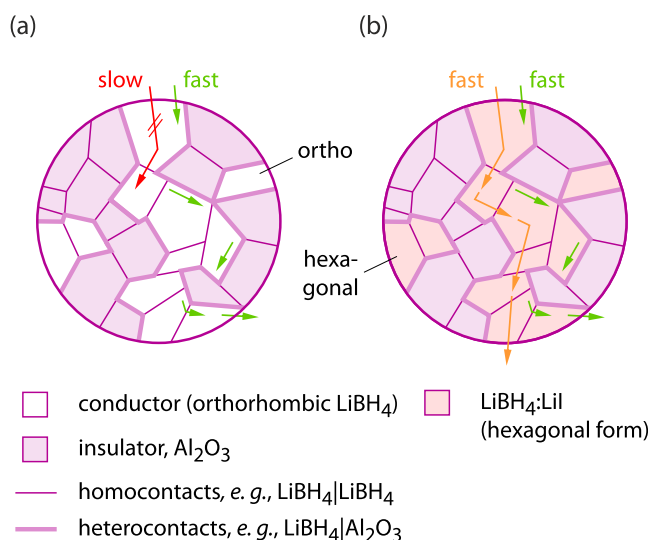 (a)
(b)
slow
fast
fast
fast
ortho
hexa-
gonal
conductor (orthorhombic LiBH₄)
LiBH₄:LiI
(hexagonal form)
insulator, Al₂O₃
homocontacts, e. g., LiBH₄|LiBH₄
heterocontacts, e. g., LiBH₄|Al₂O₃